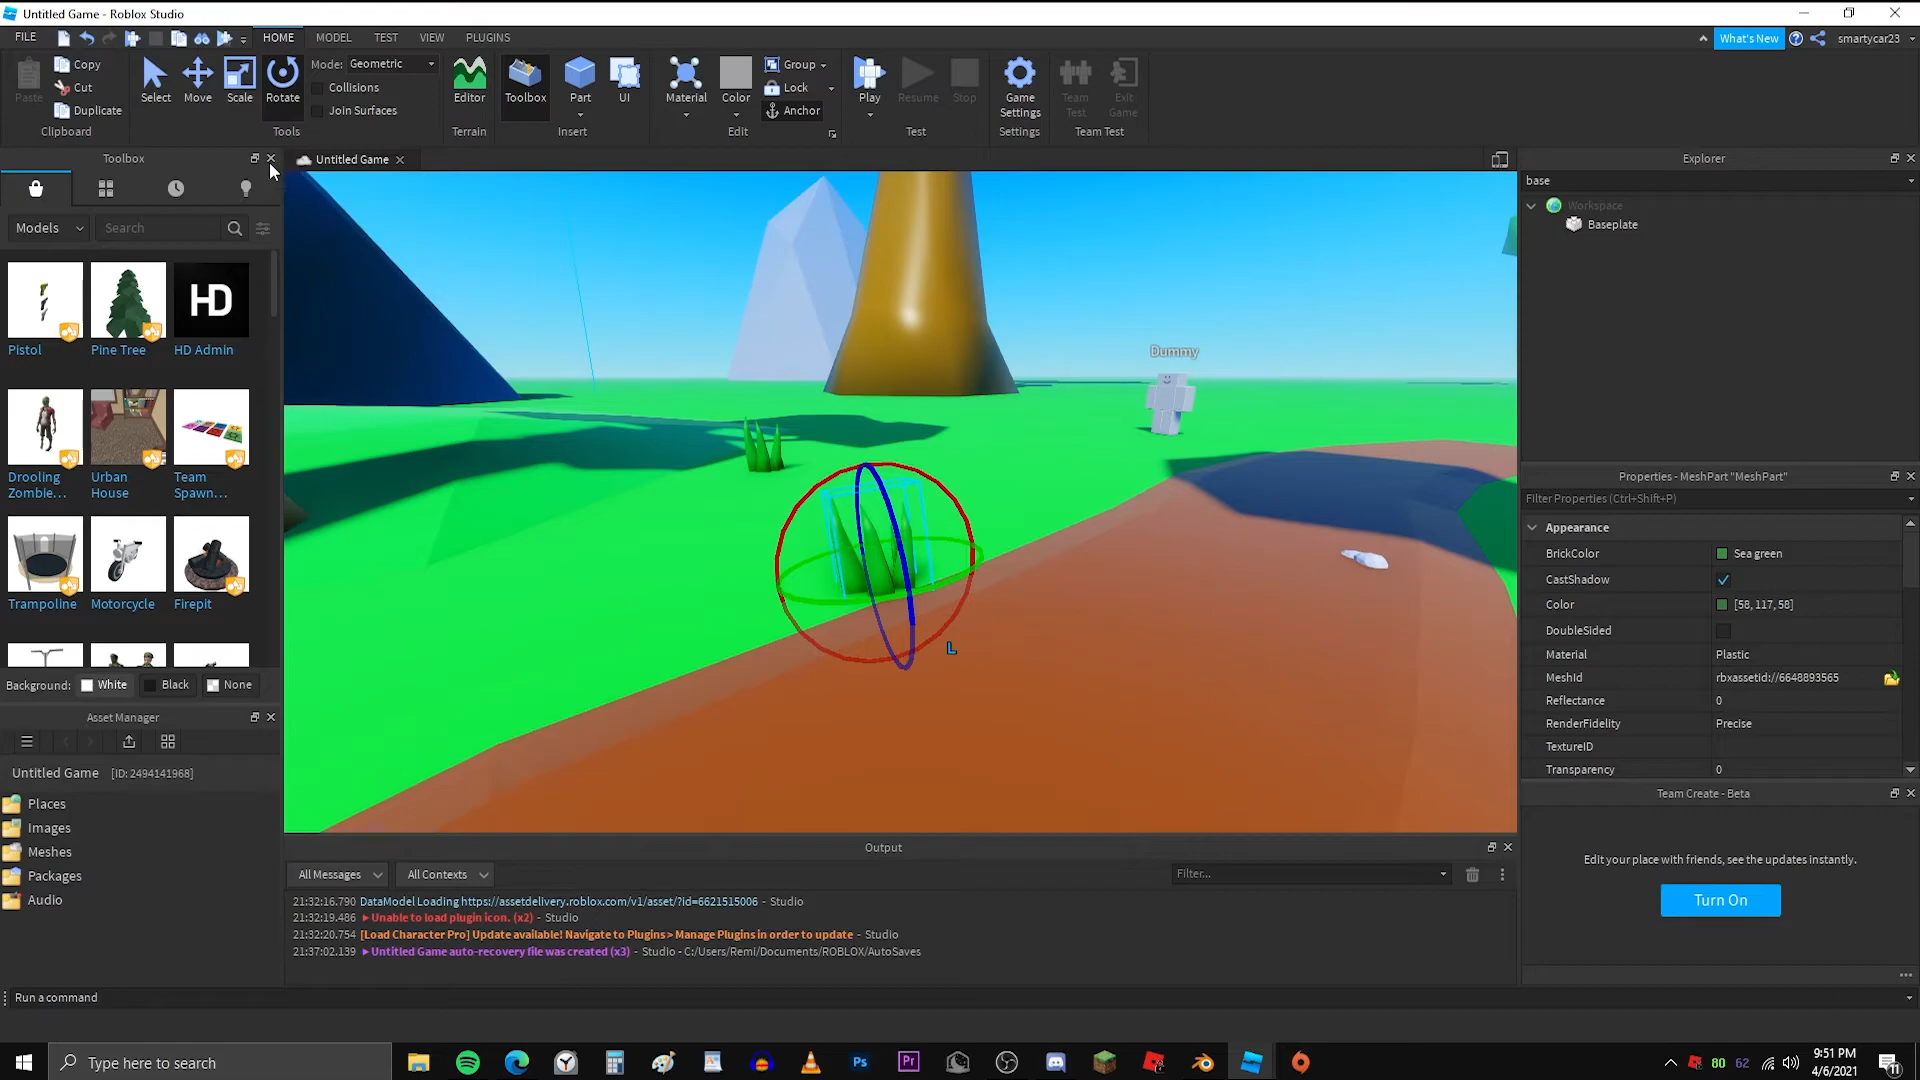 Untitled Game - Roblox Studio
FILE HOME MODEL TEST VIEW PLUGINS What's New smartycar23
Paste Copy Cut Duplicate Clipboard
Select Move Scale Rotate Mode: Geometric Collisions Join Surfaces Tools
Editor Terrain
Toolbox Part UI Insert
Material Color Group Lock Anchor Edit
Play Resume Stop Test
Game Settings Settings
Team Test Exit Game Team Test
Toolbox
Untitled Game
Explorer
base
Workspace
Baseplate
Models Search
HD
Pistol Pine Tree HD Admin
Drooling Zombie... Urban House Team Spawn...
Trampoline Motorcycle Firepit
Background: White Black None
Dummy
L
Properties - MeshPart "MeshPart"
Filter Properties (Ctrl+Shift+P)
Appearance
BrickColor Sea green
CastShadow
Color [58, 117, 58]
DoubleSided
Material Plastic
MeshId rbxassetid://6648893565
Reflectance 0
RenderFidelity Precise
TextureID
Transparency 0
Asset Manager
Untitled Game [ID: 2494141968]
Places
Images
Meshes
Packages
Audio
Team Create - Beta
Edit your place with friends, see the updates instantly.
Turn On
Output
All Messages All Contexts Filter...
21:32:16.790 DataModel Loading https://assetdelivery.roblox.com/v1/asset/?id=6621515006 - Studio
21:32:19.486 Unable to load plugin icon. (x2) - Studio
21:32:20.754 [Load Character Pro] Update available! Navigate to Plugins > Manage Plugins in order to update - Studio
21:37:02.139 Untitled Game auto-recovery file was created (x3) - Studio - C:/Users/Remi/Documents/ROBLOX/AutoSaves
Run a command
Type here to search
Ps Pr
80 62
9:51 PM
4/6/2021
11